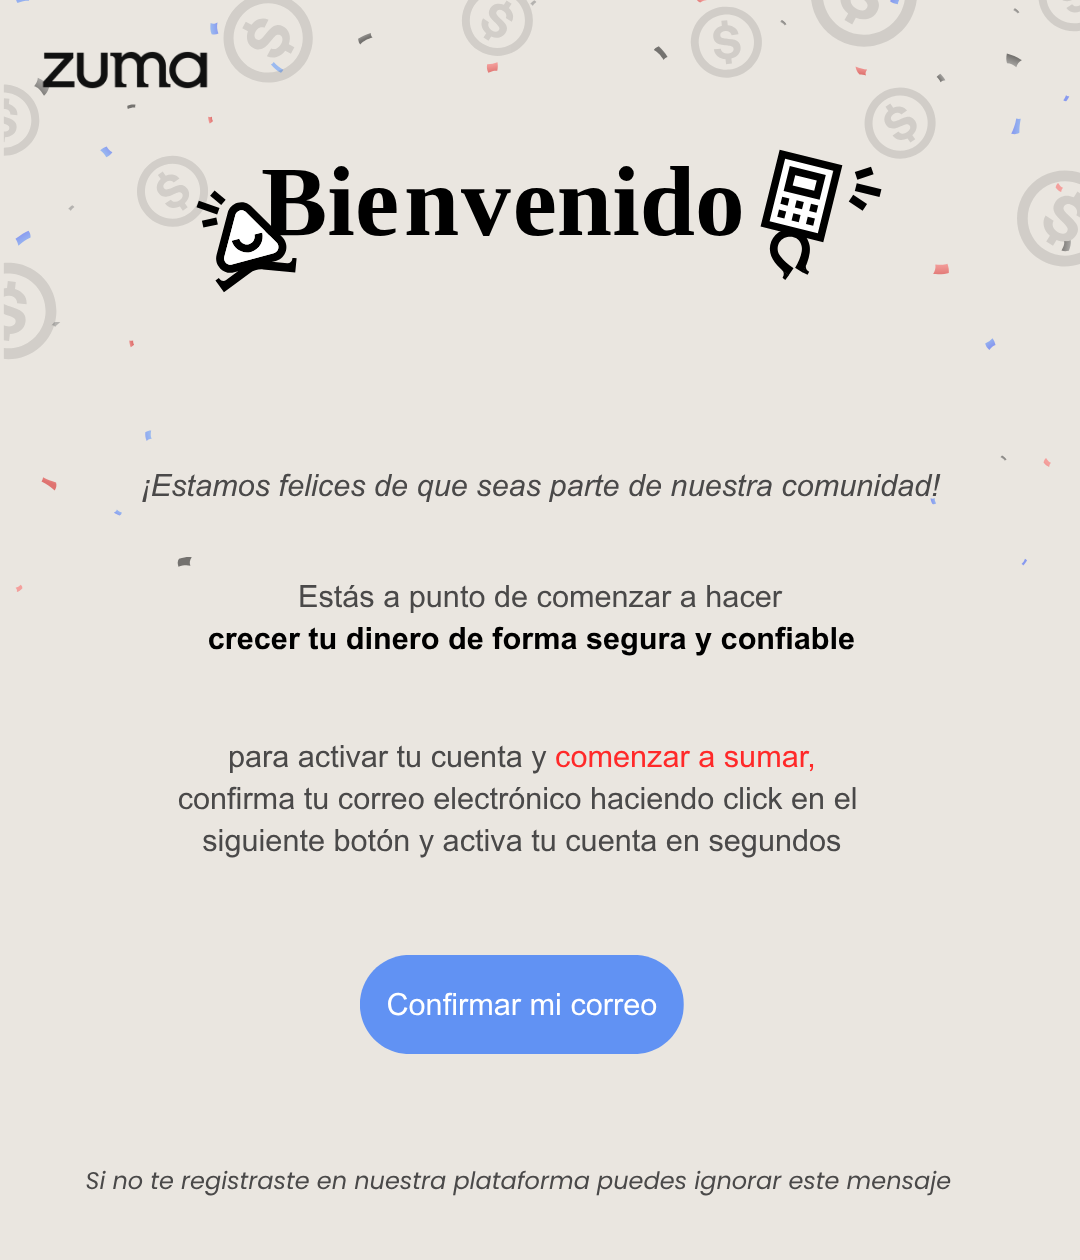 zuma
Bienvenido
¡Estamos felices de que seas parte de nuestra comunidad!
Estás a punto de comenzar a hacer
crecer tu dinero de forma segura y confiable
para activar tu cuenta y comenzar a sumar,
confirma tu correo electrónico haciendo click en el
siguiente botón y activa tu cuenta en segundos
Confirmar mi correo
Si no te registraste en nuestra plataforma puedes ignorar este mensaje